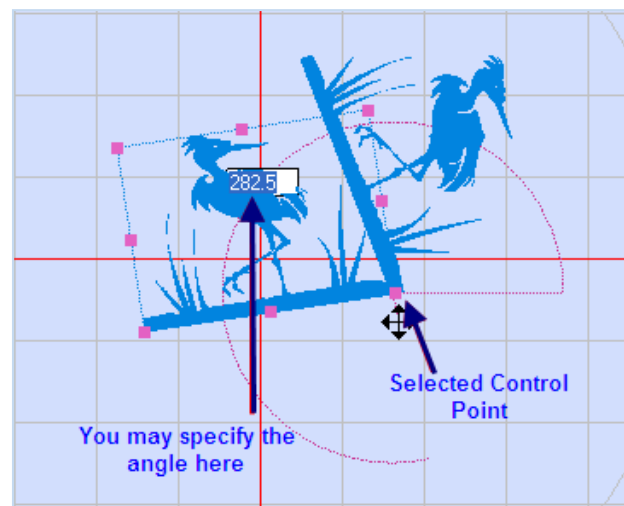 282.5
Selected Control
Point
You may specify the
angle here